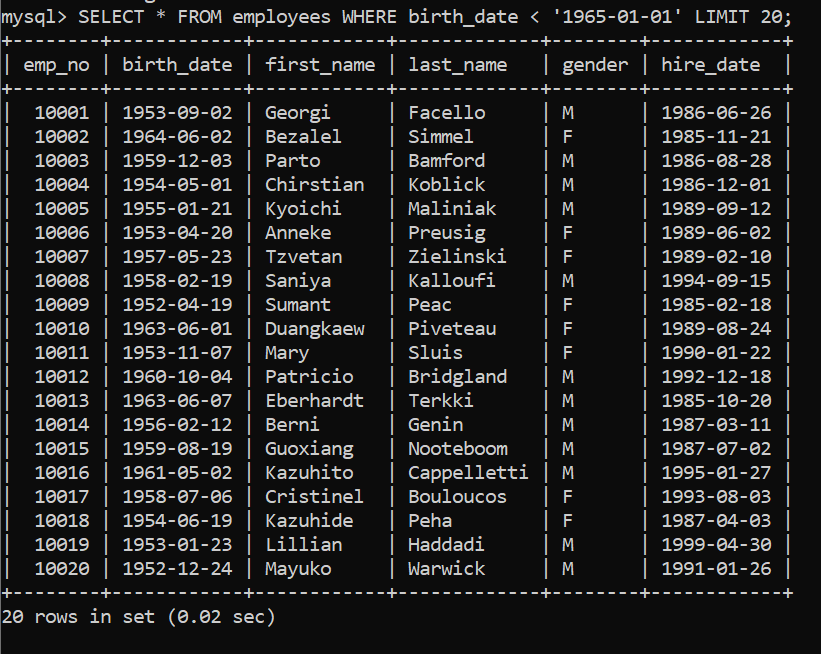 mysql> SELECT * FROM employees WHERE birth_date < '1965-01-01' LIMIT 20;
+--------+------------+------------+-------------+--------+------------+
| emp_no | birth_date | first_name | last_name   | gender | hire_date  |
+--------+------------+------------+-------------+--------+------------+
|  10001 | 1953-09-02 | Georgi     | Facello     | M      | 1986-06-26 |
|  10002 | 1964-06-02 | Bezalel    | Simmel      | F      | 1985-11-21 |
|  10003 | 1959-12-03 | Parto      | Bamford     | M      | 1986-08-28 |
|  10004 | 1954-05-01 | Chirstian  | Koblick     | M      | 1986-12-01 |
|  10005 | 1955-01-21 | Kyoichi    | Maliniak    | M      | 1989-09-12 |
|  10006 | 1953-04-20 | Anneke     | Preusig     | F      | 1989-06-02 |
|  10007 | 1957-05-23 | Tzvetan    | Zielinski   | F      | 1989-02-10 |
|  10008 | 1958-02-19 | Saniya     | Kalloufi    | M      | 1994-09-15 |
|  10009 | 1952-04-19 | Sumant     | Peac        | F      | 1985-02-18 |
|  10010 | 1963-06-01 | Duangkaew  | Piveteau    | F      | 1989-08-24 |
|  10011 | 1953-11-07 | Mary       | Sluis       | F      | 1990-01-22 |
|  10012 | 1960-10-04 | Patricio   | Bridgland   | M      | 1992-12-18 |
|  10013 | 1963-06-07 | Eberhardt  | Terkki      | M      | 1985-10-20 |
|  10014 | 1956-02-12 | Berni      | Genin       | M      | 1987-03-11 |
|  10015 | 1959-08-19 | Guoxiang   | Nooteboom   | M      | 1987-07-02 |
|  10016 | 1961-05-02 | Kazuhito   | Cappelletti | M      | 1995-01-27 |
|  10017 | 1958-07-06 | Cristinel  | Bouloucos   | F      | 1993-08-03 |
|  10018 | 1954-06-19 | Kazuhide   | Peha        | F      | 1987-04-03 |
|  10019 | 1953-01-23 | Lillian    | Haddadi     | M      | 1999-04-30 |
|  10020 | 1952-12-24 | Mayuko     | Warwick     | M      | 1991-01-26 |
+--------+------------+------------+-------------+--------+------------+
20 rows in set (0.02 sec)